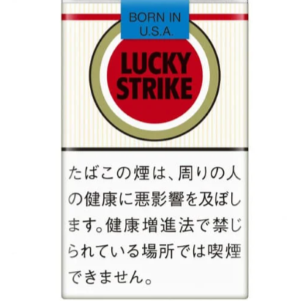 BORN IN
U.S.A.
LUCKY
STRIKE
たばこの煙は、周りの人
の健康に悪影響を及ぼし
ます。健康増進法で禁じ
られている場所では喫煙
できません。